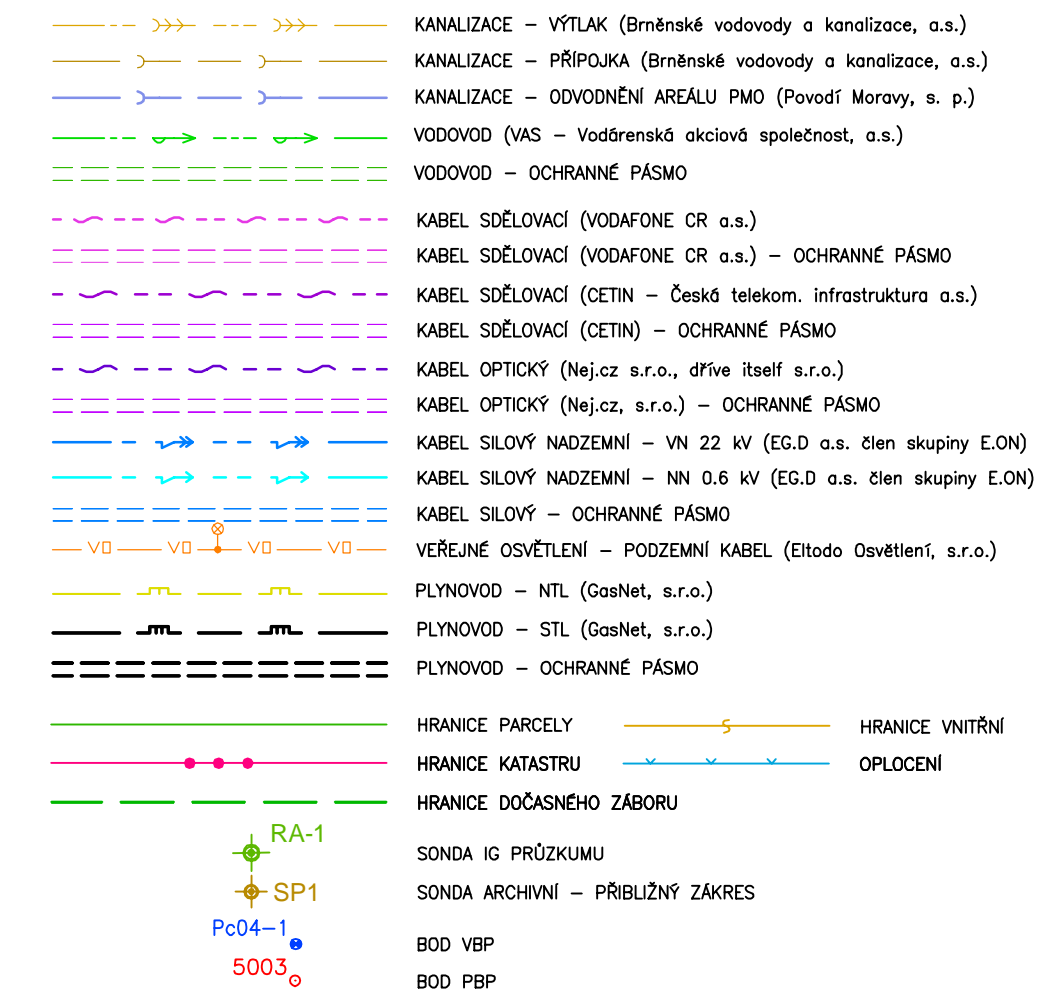 KANALIZACE – VÝTLAK (Brněnské vodovody a kanalizace, a.s.)
KANALIZACE – PŘÍPOJKA (Brněnské vodovody a kanalizace, a.s.)
KANALIZACE – ODVODNĚNÍ AREÁLU PMO (Povodí Moravy, s. p.)
VODOVOD (VAS – Vodárenská akciová společnost, a.s.)
VODOVOD – OCHRANNÉ PÁSMO
KABEL SDĚLOVACÍ (VODAFONE CR a.s.)
KABEL SDĚLOVACÍ (VODAFONE CR a.s.) – OCHRANNÉ PÁSMO
KABEL SDĚLOVACÍ (CETIN – Česká telekom. infrastruktura a.s.)
KABEL SDĚLOVACÍ (CETIN) – OCHRANNÉ PÁSMO
KABEL OPTICKÝ (Nej.cz s.r.o., dříve itself s.r.o.)
KABEL OPTICKÝ (Nej.cz, s.r.o.) – OCHRANNÉ PÁSMO
KABEL SILOVÝ NADZEMNÍ – VN 22 kV (EG.D a.s. člen skupiny E.ON)
KABEL SILOVÝ NADZEMNÍ – NN 0.6 kV (EG.D a.s. člen skupiny E.ON)
KABEL SILOVÝ – OCHRANNÉ PÁSMO
VEŘEJNÉ OSVĚTLENÍ – PODZEMNÍ KABEL (Eltodo Osvětlení, s.r.o.)
PLYNOVOD – NTL (GasNet, s.r.o.)
PLYNOVOD – STL (GasNet, s.r.o.)
PLYNOVOD – OCHRANNÉ PÁSMO
HRANICE PARCELY HRANICE VNITŘNÍ
HRANICE KATASTRU OPLOCENÍ
HRANICE DOČASNÉHO ZÁBORU
RA-1
SONDA IG PRŮZKUMU
SP1 SONDA ARCHIVNÍ – PŘIBLIŽNÝ ZÁKRES
Pc04-1
BOD VBP
5003
BOD PBP